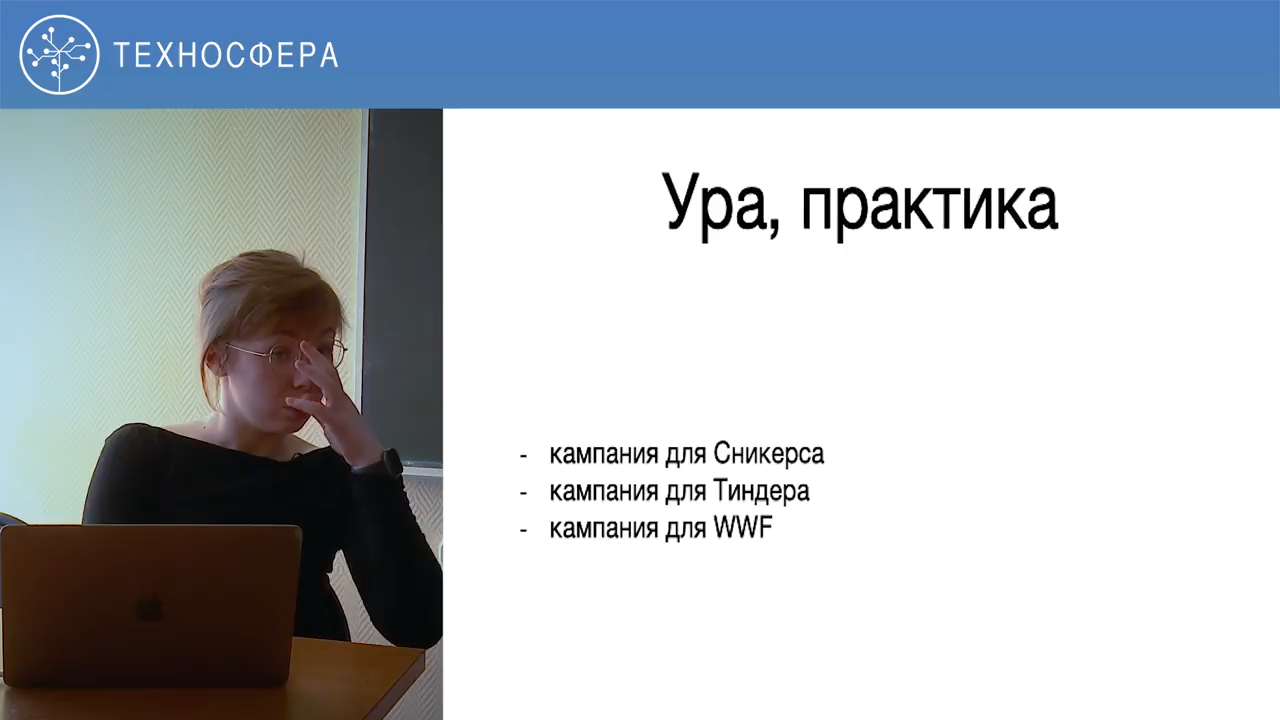 ТЕХНОСФЕРА
Ура, практика
- кампания для Сникерса
- кампания для Тиндера
- кампания для WWF